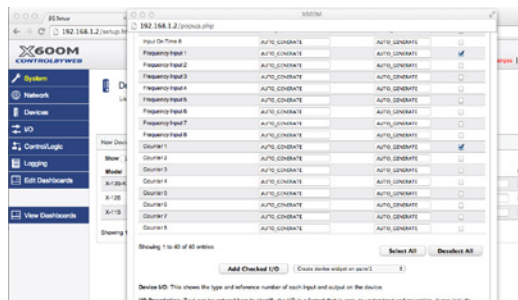 X600M
192.168.1.2/popup.php
192.168.1.2/setup.h
X600M
CONTROLBYWEB
System
Network
Devices
I/O
Control/Logic
Logging
Edit Dashboards
View Dashboards
New Devi
Show
Model
X-12
X-128
X-11
Showing 1
Input On Time 8 AUTO_GENERATE AUTO_GENERATE
Frequency Input 1 AUTO_GENERATE AUTO_GENERATE
Frequency Input 2 AUTO_GENERATE AUTO_GENERATE
Frequency Input 3 AUTO_GENERATE AUTO_GENERATE
Frequency Input 4 AUTO_GENERATE AUTO_GENERATE
Frequency Input 5 AUTO_GENERATE AUTO_GENERATE
Frequency Input 6 AUTO_GENERATE AUTO_GENERATE
Frequency Input 7 AUTO_GENERATE AUTO_GENERATE
Frequency Input 8 AUTO_GENERATE AUTO_GENERATE
Counter 1 AUTO_GENERATE AUTO_GENERATE
Counter 2 AUTO_GENERATE AUTO_GENERATE
Counter 3 AUTO_GENERATE AUTO_GENERATE
Counter 4 AUTO_GENERATE AUTO_GENERATE
Counter 5 AUTO_GENERATE AUTO_GENERATE
Counter 6 AUTO_GENERATE AUTO_GENERATE
Counter 7 AUTO_GENERATE AUTO_GENERATE
Counter 8 AUTO_GENERATE AUTO_GENERATE
Showing 1 to 40 of 40 entries
Select All Deselect All
Add Checked I/O Create device widget on panel 1
Device I/O: This shows the type and reference number of each input and output on the device.